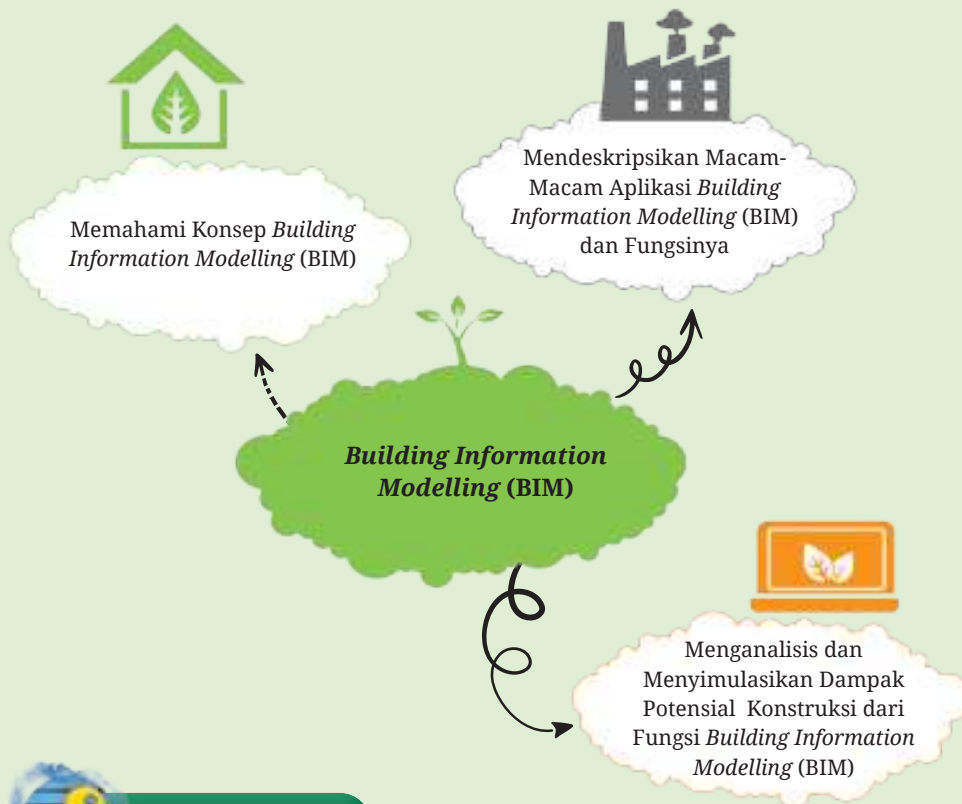 Memahami Konsep Building
Information Modelling (BIM)
Mendeskripsikan Macam-
Macam Aplikasi Building
Information Modelling (BIM)
dan Fungsinya
Building Information
Modelling (BIM)
Menganalisis dan
Menyimulasikan Dampak
Potensial Konstruksi dari
Fungsi Building Information
Modelling (BIM)